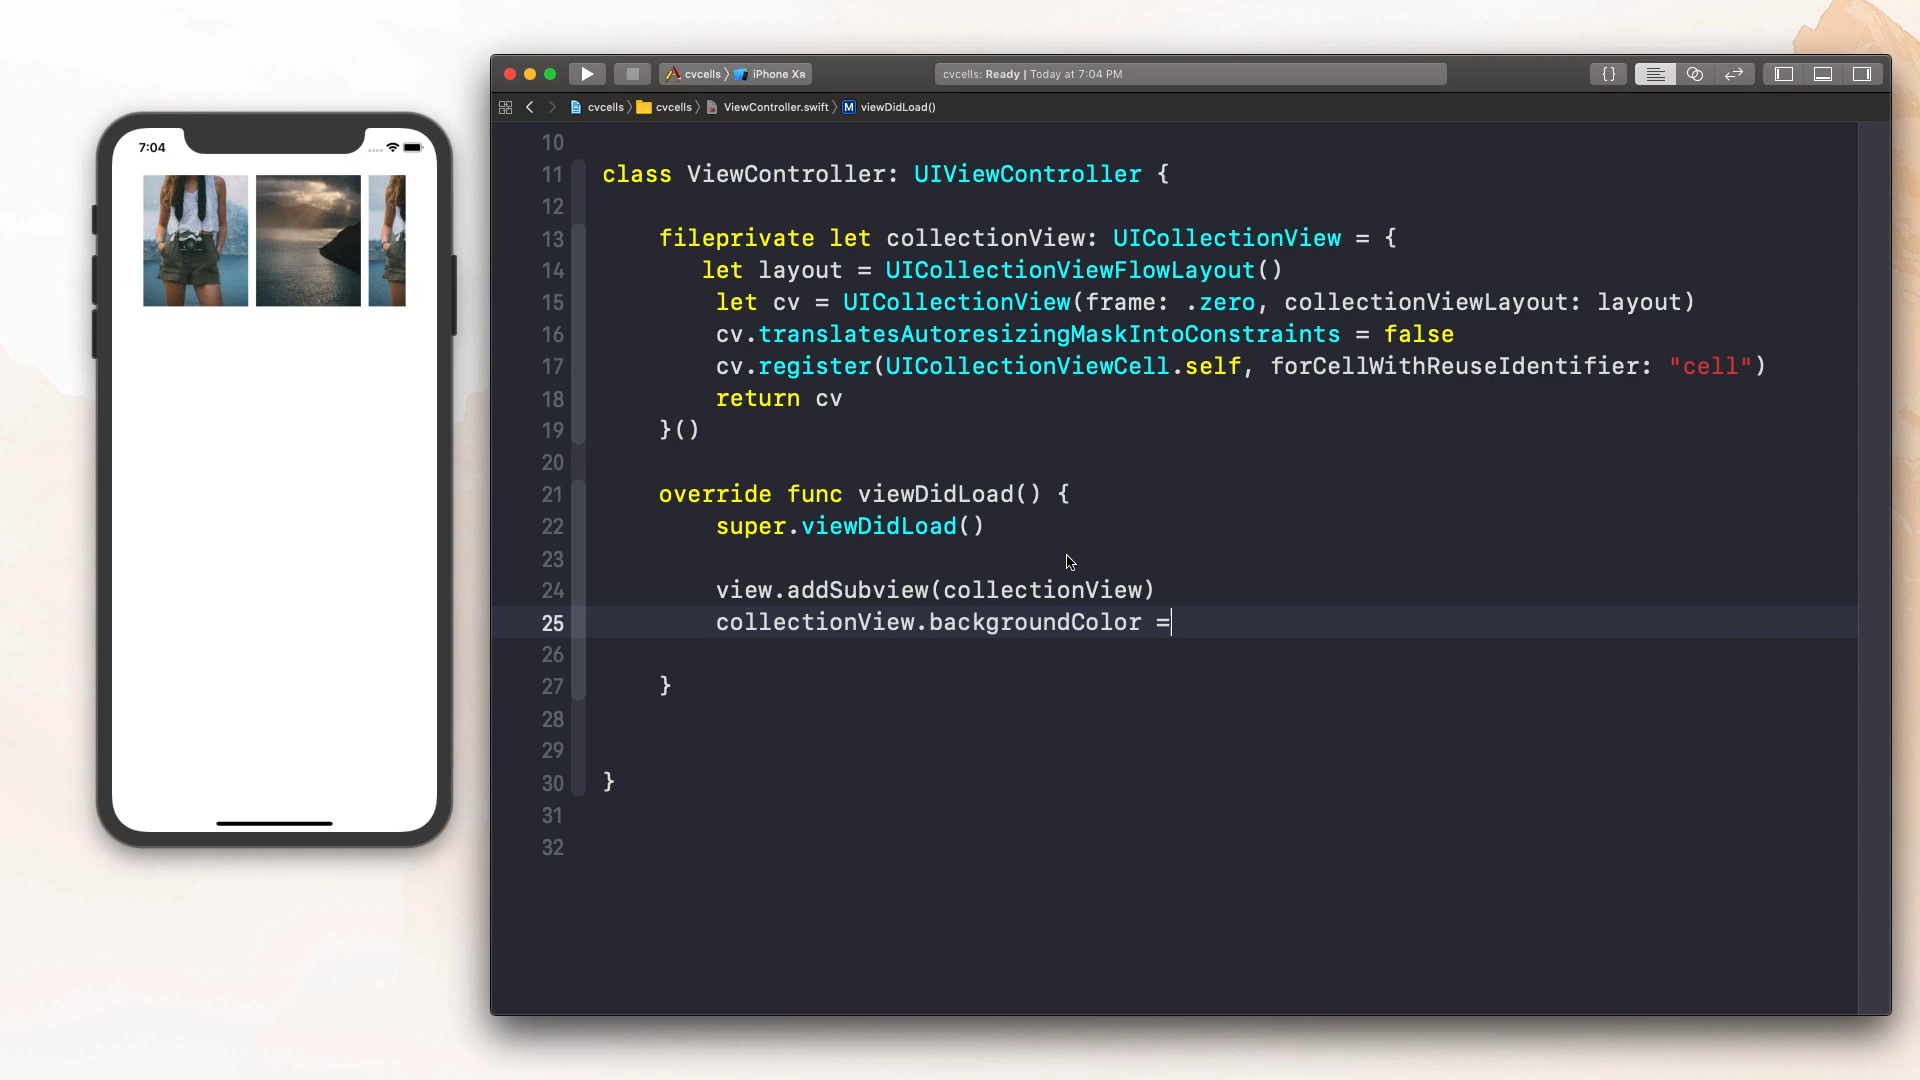 7:04
cvcells 〉 iPhone XR
cvcells: Ready | Today at 7:04 PM
{}
cvcells 〉 cvcells 〉 ViewController.swift 〉 M viewDidLoad()
10
11 class ViewController: UIViewController {
12
13 fileprivate let collectionView: UICollectionView = {
14 let layout = UICollectionViewFlowLayout()
15 let cv = UICollectionView(frame: .zero, collectionViewLayout: layout)
16 cv.translatesAutoresizingMaskIntoConstraints = false
17 cv.register(UICollectionViewCell.self, forCellWithReuseIdentifier: "cell")
18 return cv
19 }()
20
21 override func viewDidLoad() {
22 super.viewDidLoad()
23
24 view.addSubview(collectionView)
25 collectionView.backgroundColor =
26
27 }
28
29
30 }
31
32